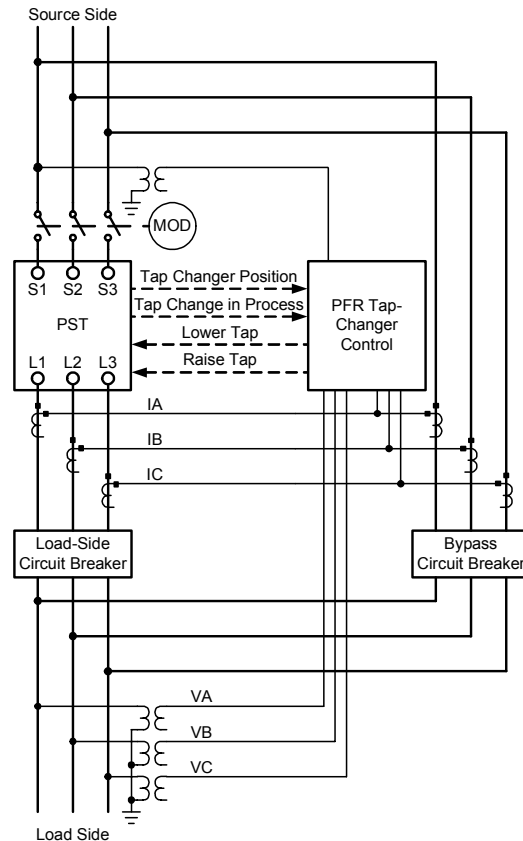 Source Side
MOD
S1 S2 S3
PST
L1 L2 L3
Tap Changer Position
Tap Change in Process
Lower Tap
Raise Tap
PFR Tap-
Changer
Control
IA
IB
IC
Load-Side
Circuit Breaker
Bypass
Circuit Breaker
VA
VB
VC
Load Side